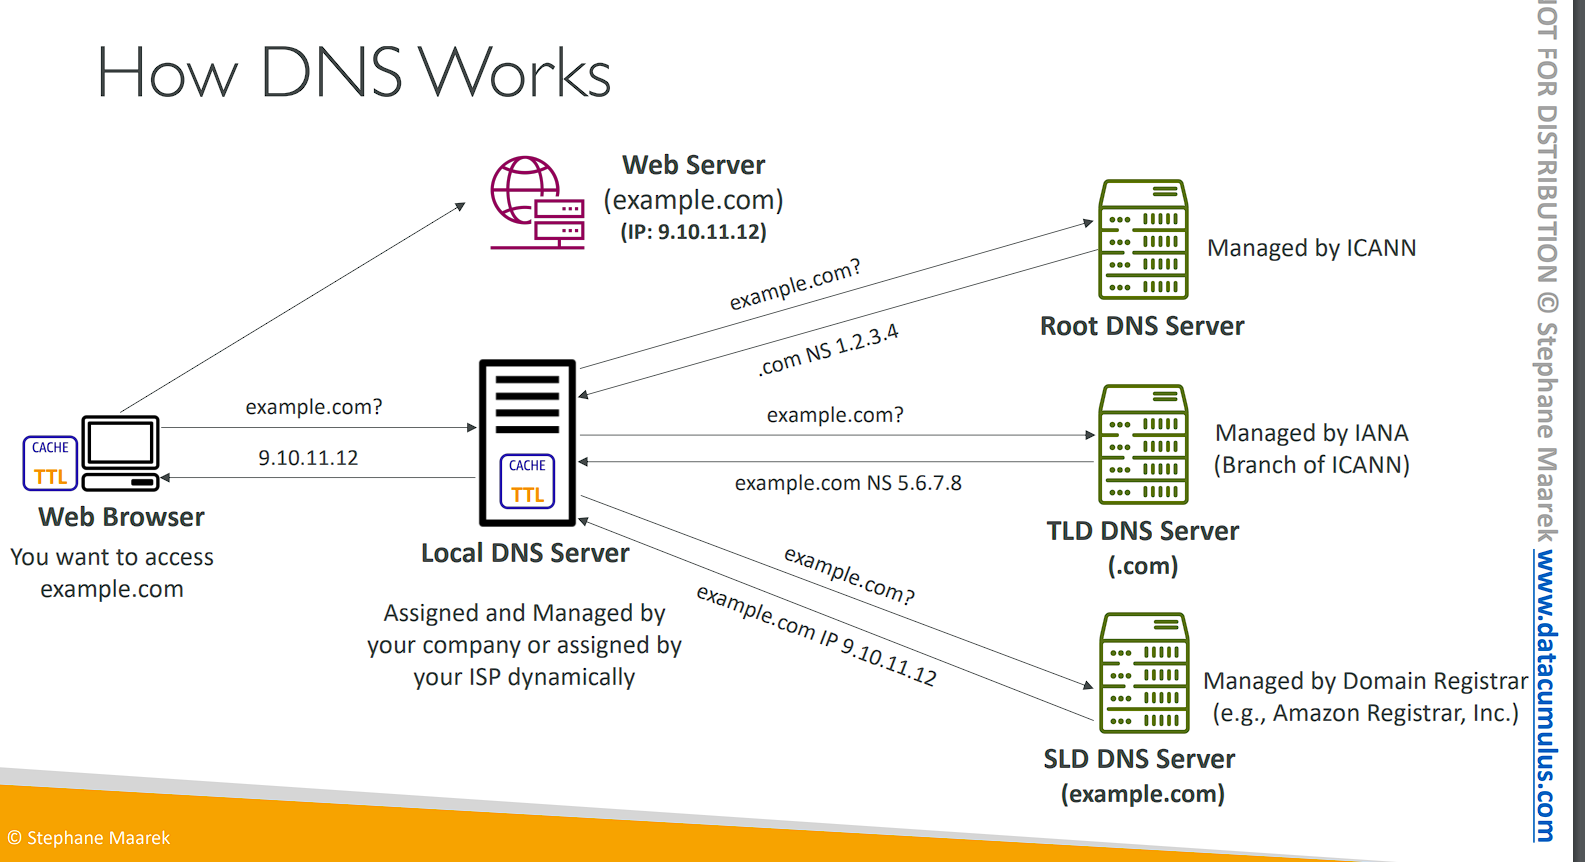 How DNS Works
Web Server
(example.com)
(IP: 9.10.11.12)
example.com?
.com NS 1.2.3.4
Managed by ICANN
Root DNS Server
example.com?
9.10.11.12
CACHE
TTL
Web Browser
You want to access
example.com
CACHE
TTL
Local DNS Server
Assigned and Managed by
your company or assigned by
your ISP dynamically
example.com?
example.com NS 5.6.7.8
Managed by IANA
(Branch of ICANN)
TLD DNS Server
(.com)
example.com?
example.com IP 9.10.11.12
Managed by Domain Registrar
(e.g., Amazon Registrar, Inc.)
SLD DNS Server
(example.com)
© Stephane Maarek
OT FOR DISTRIBUTION © Stephane Maarek www.datacumulus.com